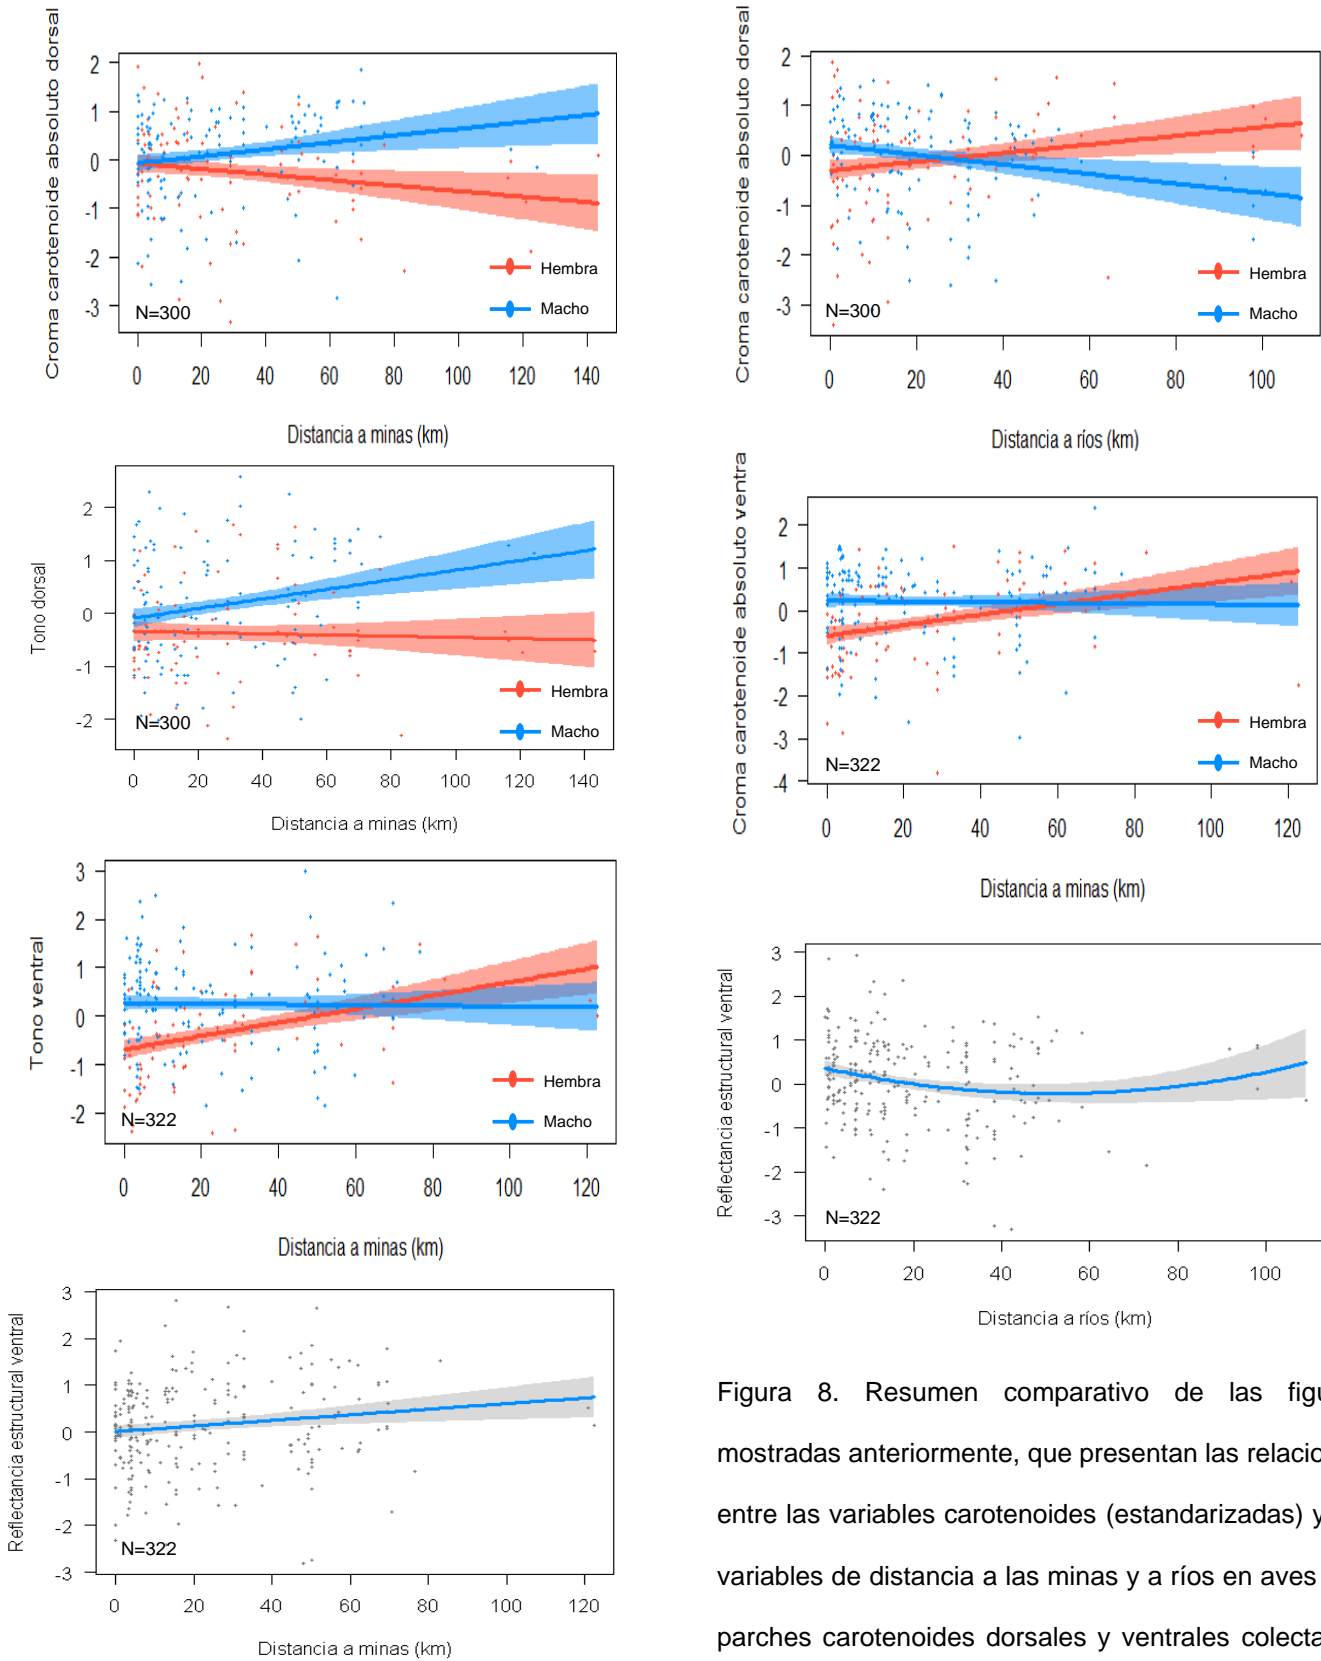 Croma carotenoide absoluto dorsal
2
1
0
-1
-2
-3
N=300
Hembra
Macho
0 20 40 60 80 100 120 140
Distancia a minas (km)
Croma carotenoide absoluto dorsal
2
1
0
-1
-2
-3
N=300
Hembra
Macho
0 20 40 60 80 100
Distancia a ríos (km)
Tono dorsal
2
1
0
-1
-2
N=300
Hembra
Macho
0 20 40 60 80 100 120 140
Distancia a minas (km)
Croma carotenoide absoluto ventra
2
1
0
-1
-2
-3
-4
N=322
Hembra
Macho
0 20 40 60 80 100 120
Distancia a minas (km)
Tono ventral
3
2
1
0
-1
-2
N=322
Hembra
Macho
0 20 40 60 80 100 120
Distancia a minas (km)
Reflectancia estructural ventral
3
2
1
0
-1
-2
-3
N=322
0 20 40 60 80 100
Distancia a ríos (km)
Reflectancia estructural ventral
3
2
1
0
-1
-2
-3
N=322
0 20 40 60 80 100 120
Distancia a minas (km)
Figura 8. Resumen comparativo de las figu
mostradas anteriormente, que presentan las relacio
entre las variables carotenoides (estandarizadas) y
variables de distancia a las minas y a ríos en aves
parches carotenoides dorsales y ventrales colecta